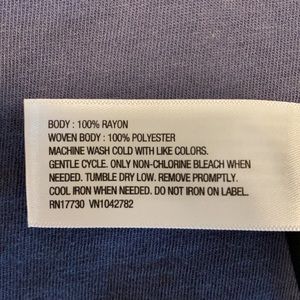 BODY : 100% RAYON
WOVEN BODY : 100% POLYESTER
MACHINE WASH COLD WITH LIKE COLORS.
GENTLE CYCLE. ONLY NON-CHLORINE BLEACH WHEN
NEEDED. TUMBLE DRY LOW. REMOVE PROMPTLY.
COOL IRON WHEN NEEDED. DO NOT IRON ON LABEL.
RN17730 VN1042782